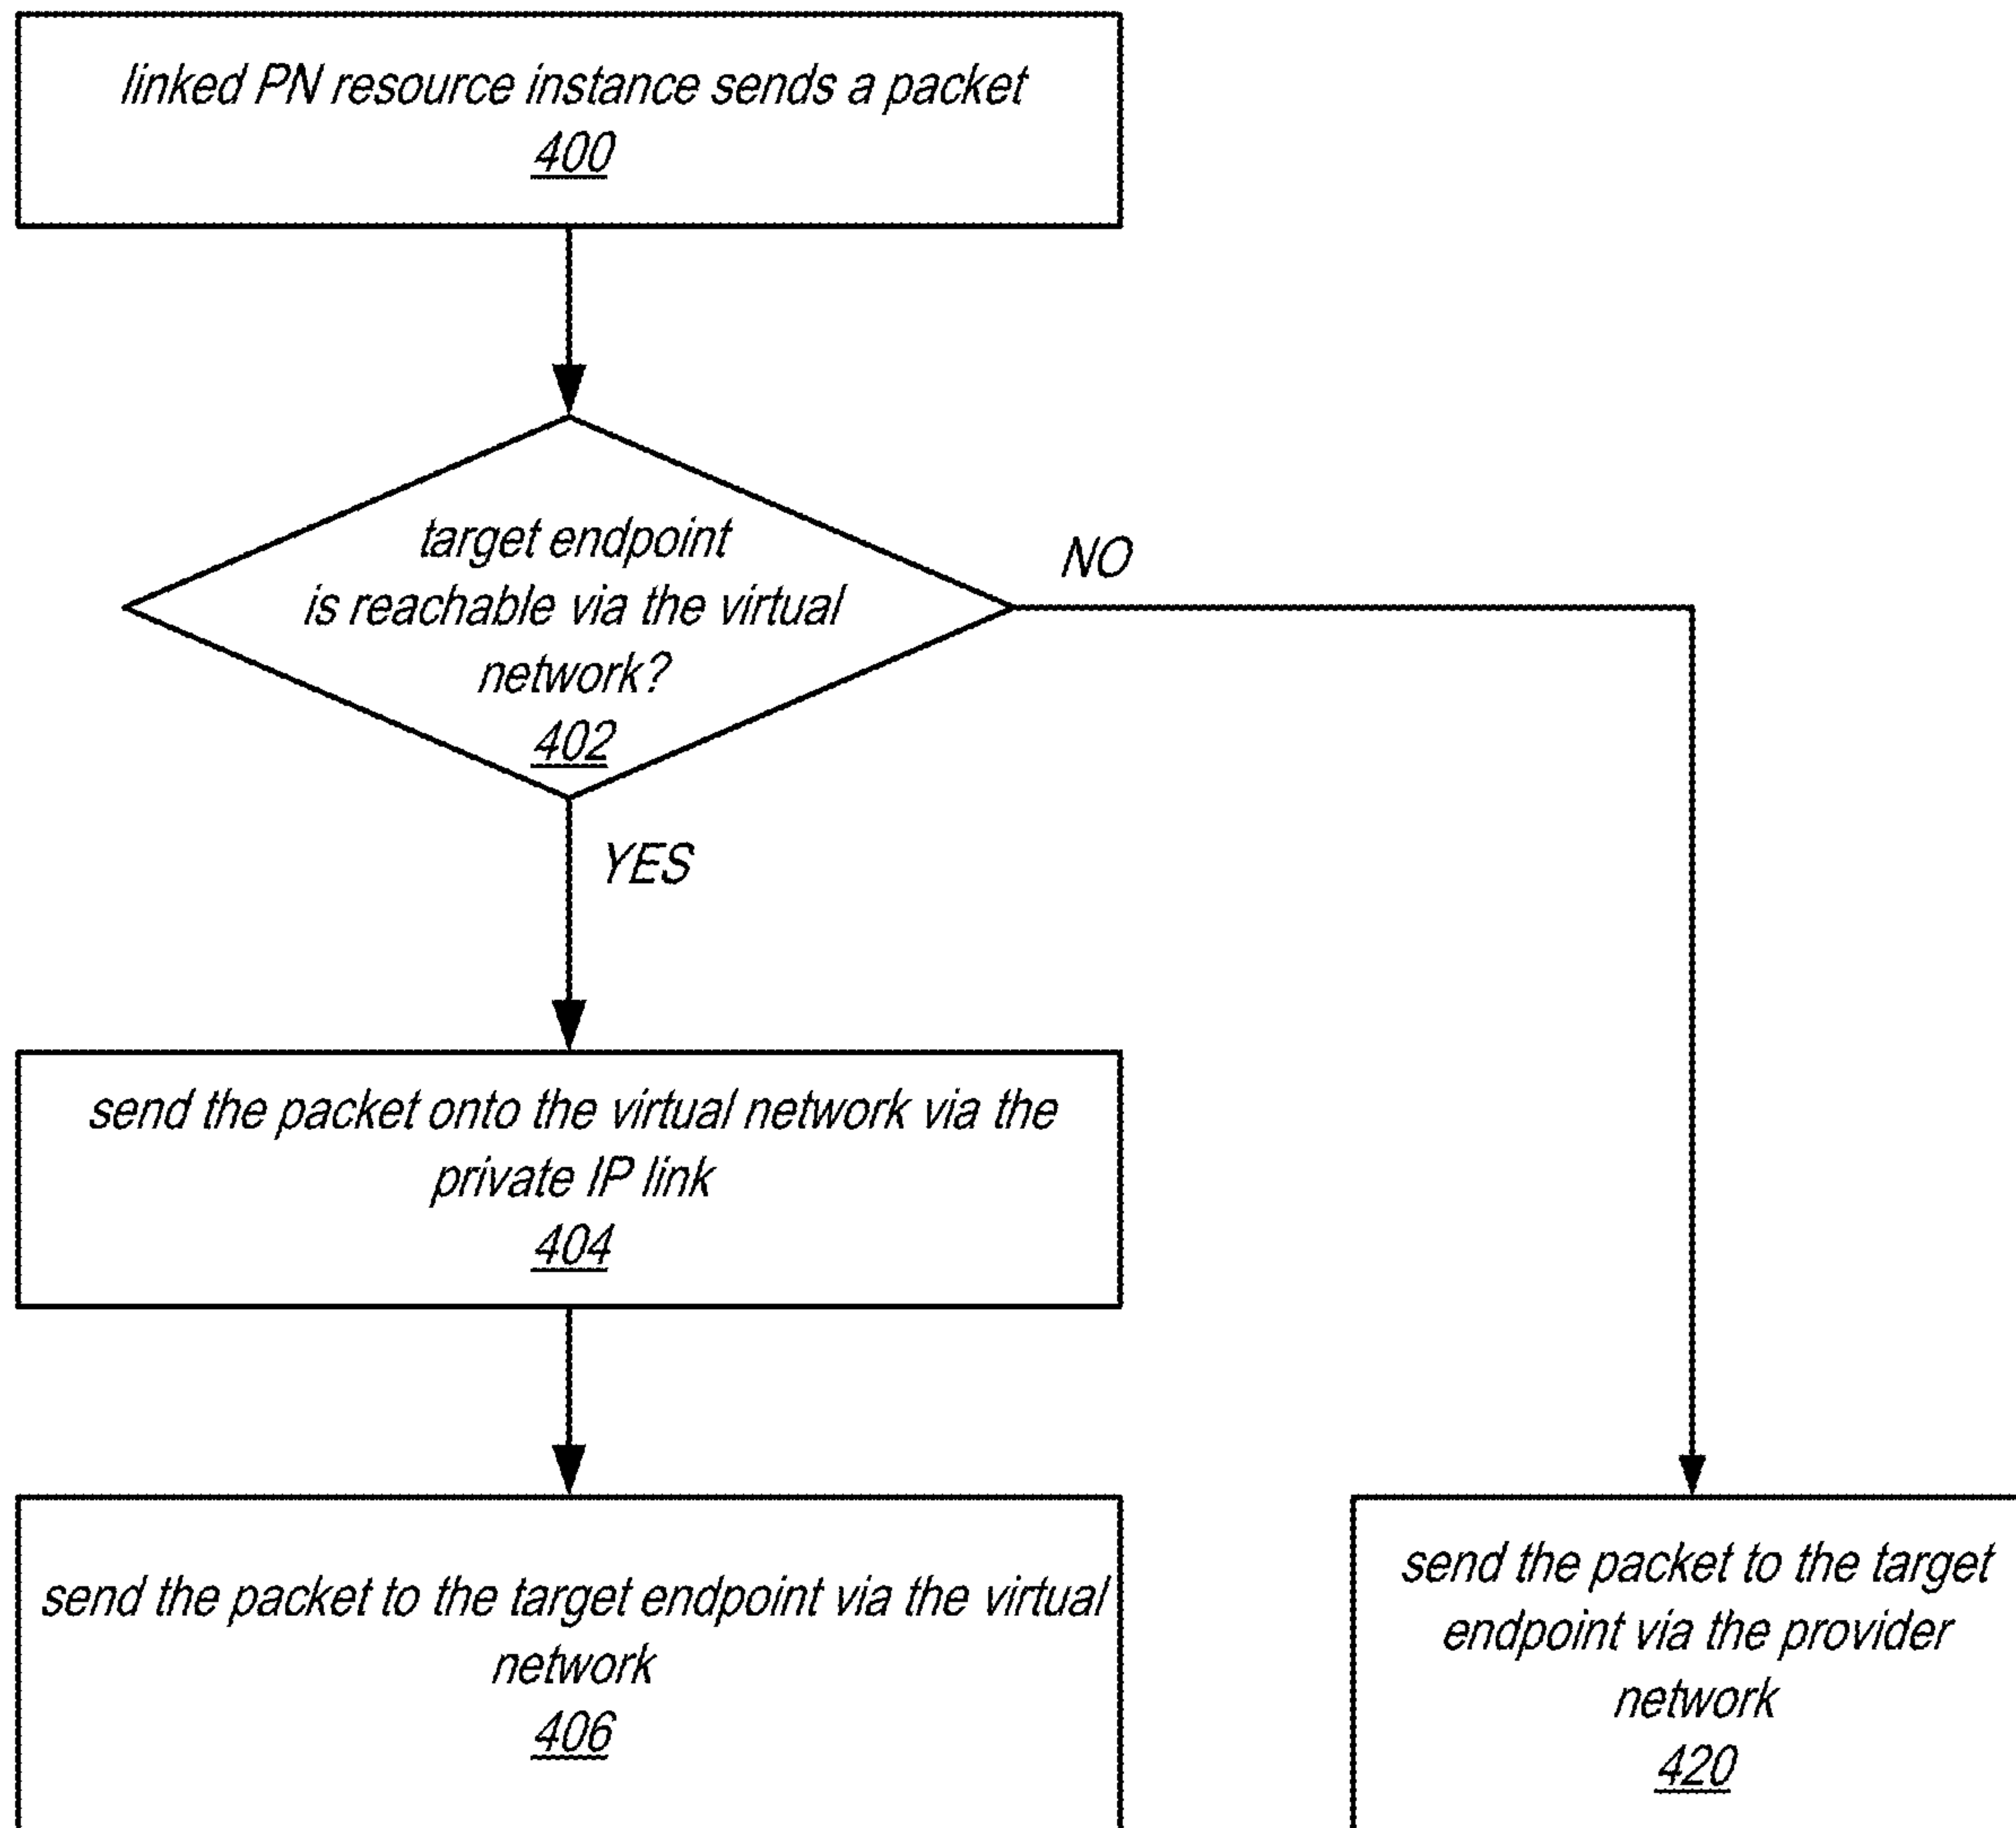 linked PN resource instance sends a packet
400
target endpoint
is reachable via the virtual
network?
402
NO
YES
send the packet onto the virtual network via the
private IP link
404
send the packet to the target endpoint via the virtual
network
406
send the packet to the target
endpoint via the provider
network
420